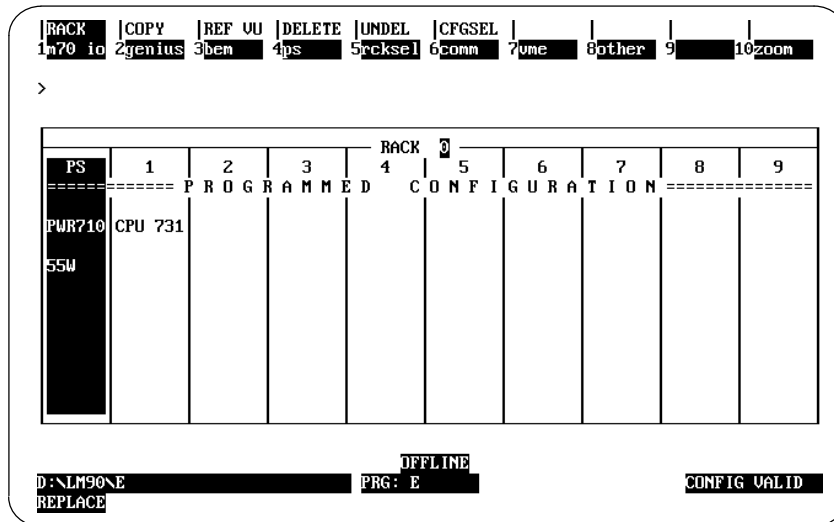 |RACK |COPY |REF VU |DELETE |UNDEL |CFGSEL | | | |
1m70 io 2genius 3bem 4ps 5rcksel 6comm 7vme 8other 9 10zoom
>
RACK 0
PS 1 2 3 4 5 6 7 8 9
====== ====== P R O G R A M M E D C O N F I G U R A T I O N ==============
PWR710 CPU 731
55W
OFFLINE
D:\LM90\E PRG: E CONFIG VALID
REPLACE